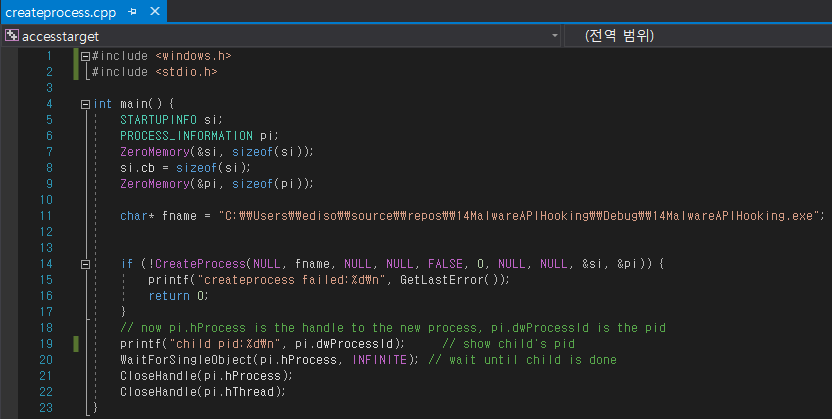 createprocess.cpp
accesstarget (전역 범위)
1 #include <windows.h>
2 #include <stdio.h>
3
4 int main() {
5 STARTUPINFO si;
6 PROCESS_INFORMATION pi;
7 ZeroMemory(&si, sizeof(si));
8 si.cb = sizeof(si);
9 ZeroMemory(&pi, sizeof(pi));
10
11 char* fname = "C:₩₩Users₩₩ediso₩₩source₩₩repos₩₩14MalwareAPIHooking₩₩Debug₩₩14MalwareAPIHooking.exe";
12
13
14 if (!CreateProcess(NULL, fname, NULL, NULL, FALSE, 0, NULL, NULL, &si, &pi)) {
15 printf("createprocess failed:%d₩n", GetLastError());
16 return 0;
17 }
18 // now pi.hProcess is the handle to the new process, pi.dwProcessId is the pid
19 printf("child pid:%d₩n", pi.dwProcessId); // show child's pid
20 WaitForSingleObject(pi.hProcess, INFINITE); // wait until child is done
21 CloseHandle(pi.hProcess);
22 CloseHandle(pi.hThread);
23 }